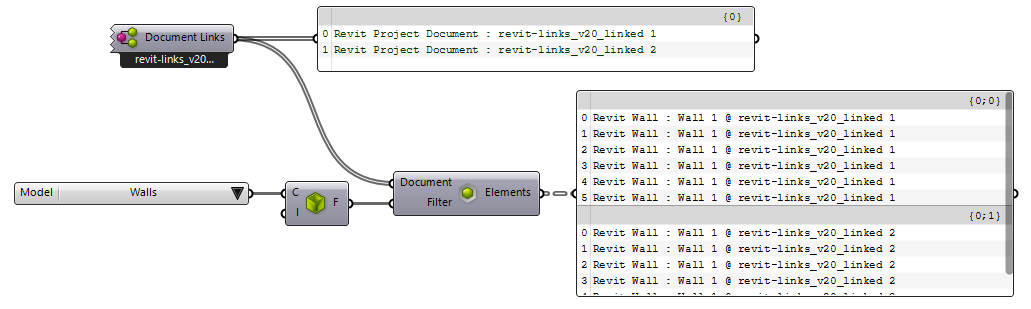 Document Links
revit-links_v20...
{0}
0 Revit Project Document : revit-links_v20_linked 1
1 Revit Project Document : revit-links_v20_linked 2
Model Walls
C
I
F
Document
Filter
Elements
{0;0}
0 Revit Wall : Wall 1 @ revit-links_v20_linked 1
1 Revit Wall : Wall 1 @ revit-links_v20_linked 1
2 Revit Wall : Wall 1 @ revit-links_v20_linked 1
3 Revit Wall : Wall 1 @ revit-links_v20_linked 1
4 Revit Wall : Wall 1 @ revit-links_v20_linked 1
5 Revit Wall : Wall 1 @ revit-links_v20_linked 1
{0;1}
0 Revit Wall : Wall 1 @ revit-links_v20_linked 2
1 Revit Wall : Wall 1 @ revit-links_v20_linked 2
2 Revit Wall : Wall 1 @ revit-links_v20_linked 2
3 Revit Wall : Wall 1 @ revit-links_v20_linked 2